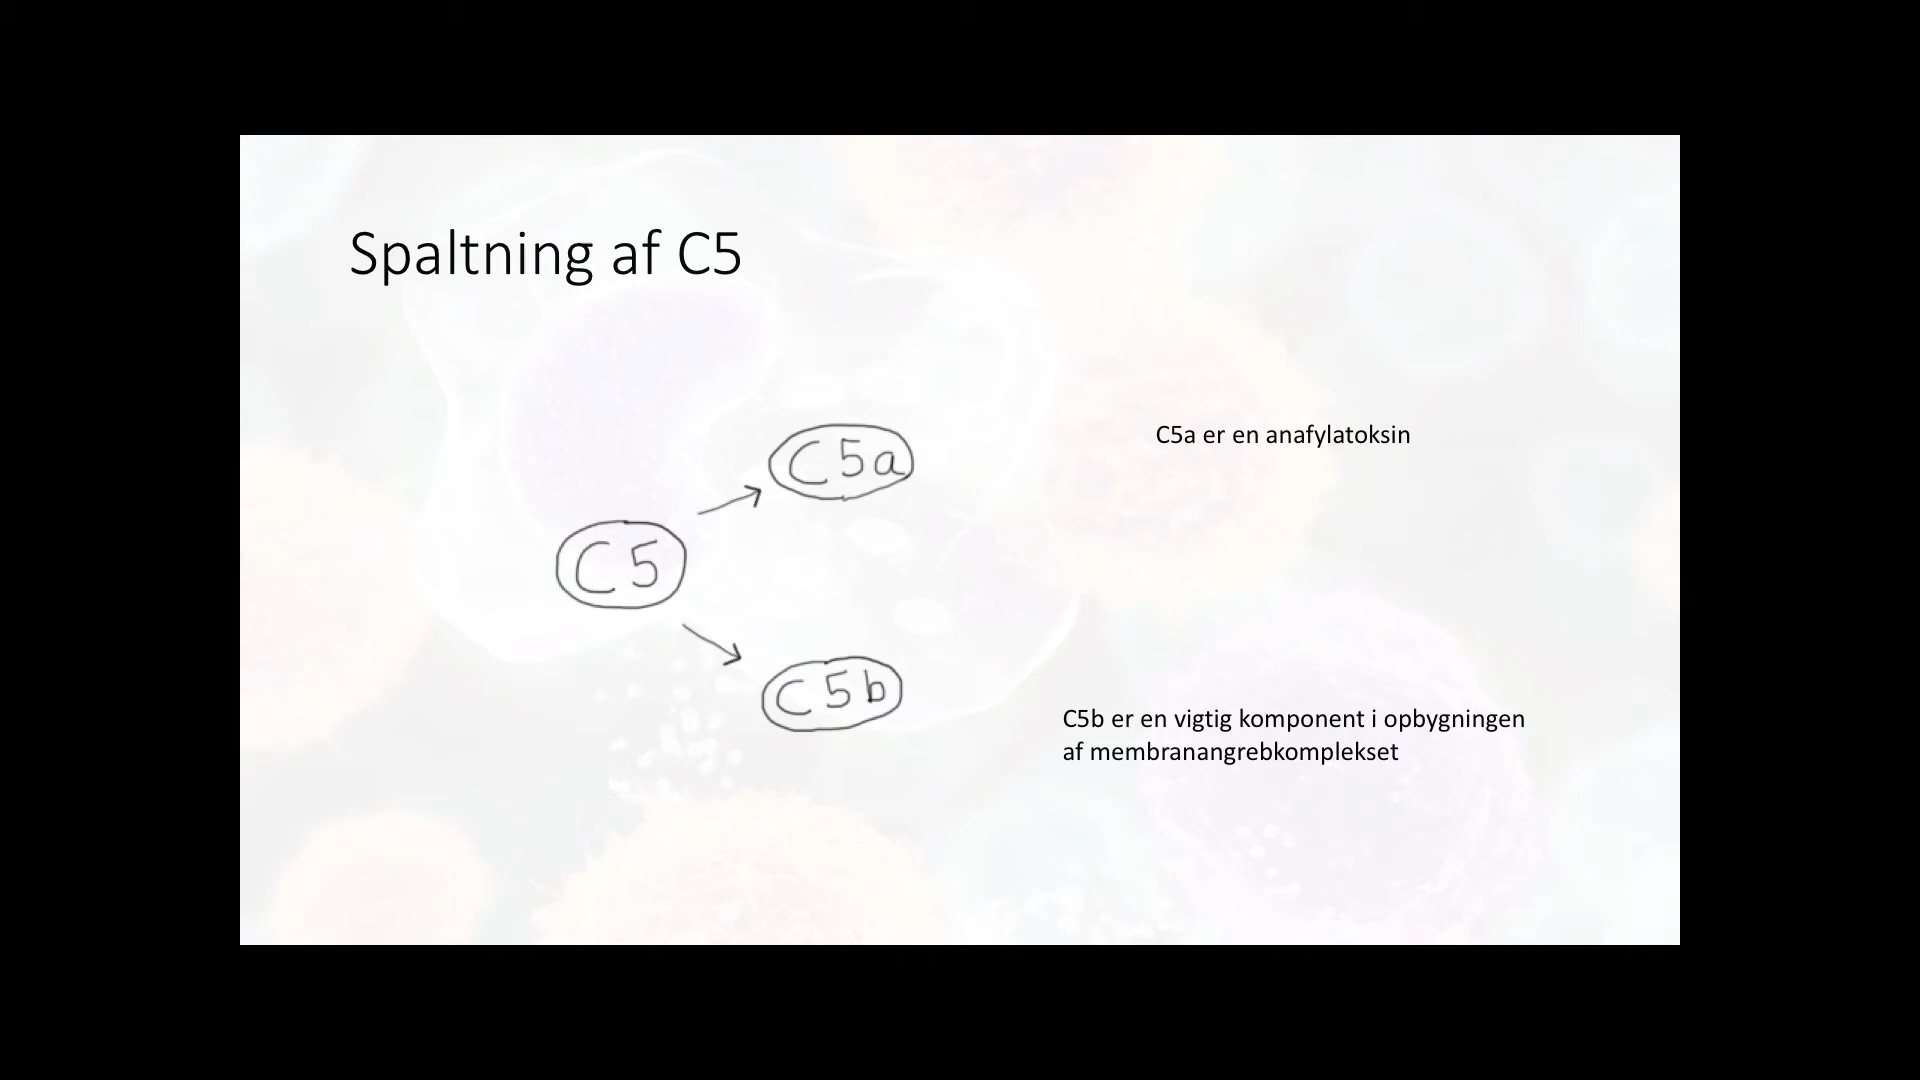 Spaltning af C5
C5a
C5a er en anafylatoksin
C5
C5b
C5b er en vigtig komponent i opbygningen
af membranangrebkomplekset